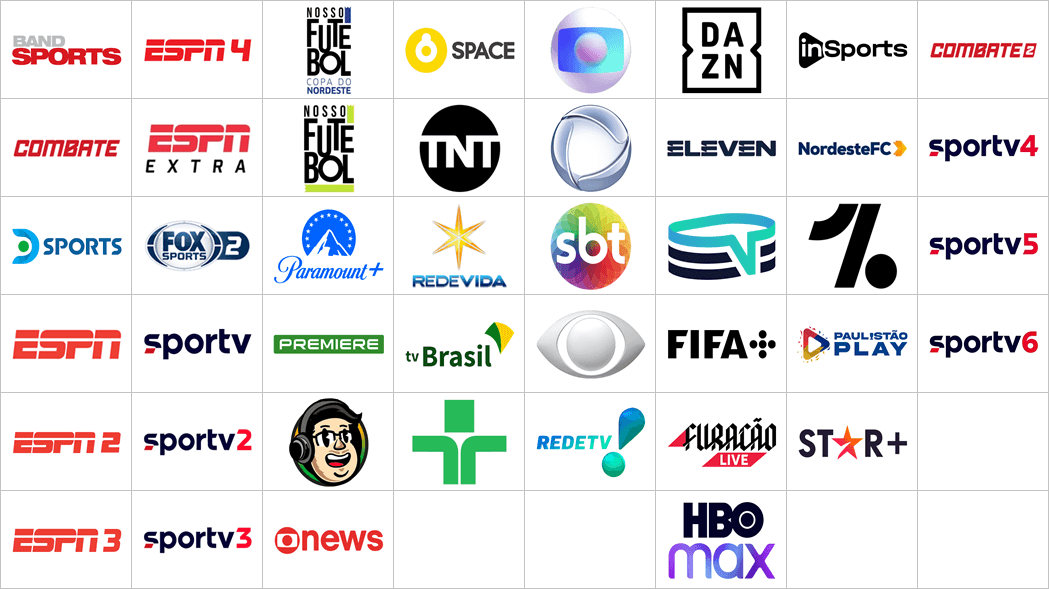 BAND
SPORTS
ESPN 4
NOSSO
FUTE
BOL
COPA DO
NORDESTE
SPACE
DA
ZN
inSports
COMBATE 2
COMBATE
ESPN
EXTRA
NOSSO
FUTE
BOL
TNT
ELEVEN
NordesteFC
sportv4
D SPORTS
FOX
SPORTS
2
Paramount+
REDEVIDA
sbt
1
sportv5
ESPN
sportv
PREMIERE
tv Brasil
FIFA+
PAULISTÃO
PLAY
sportv6
ESPN 2
sportv2
REDETV!
FURACÃO
LIVE
ST★R+
ESPN 3
sportv3
news
HBO
max